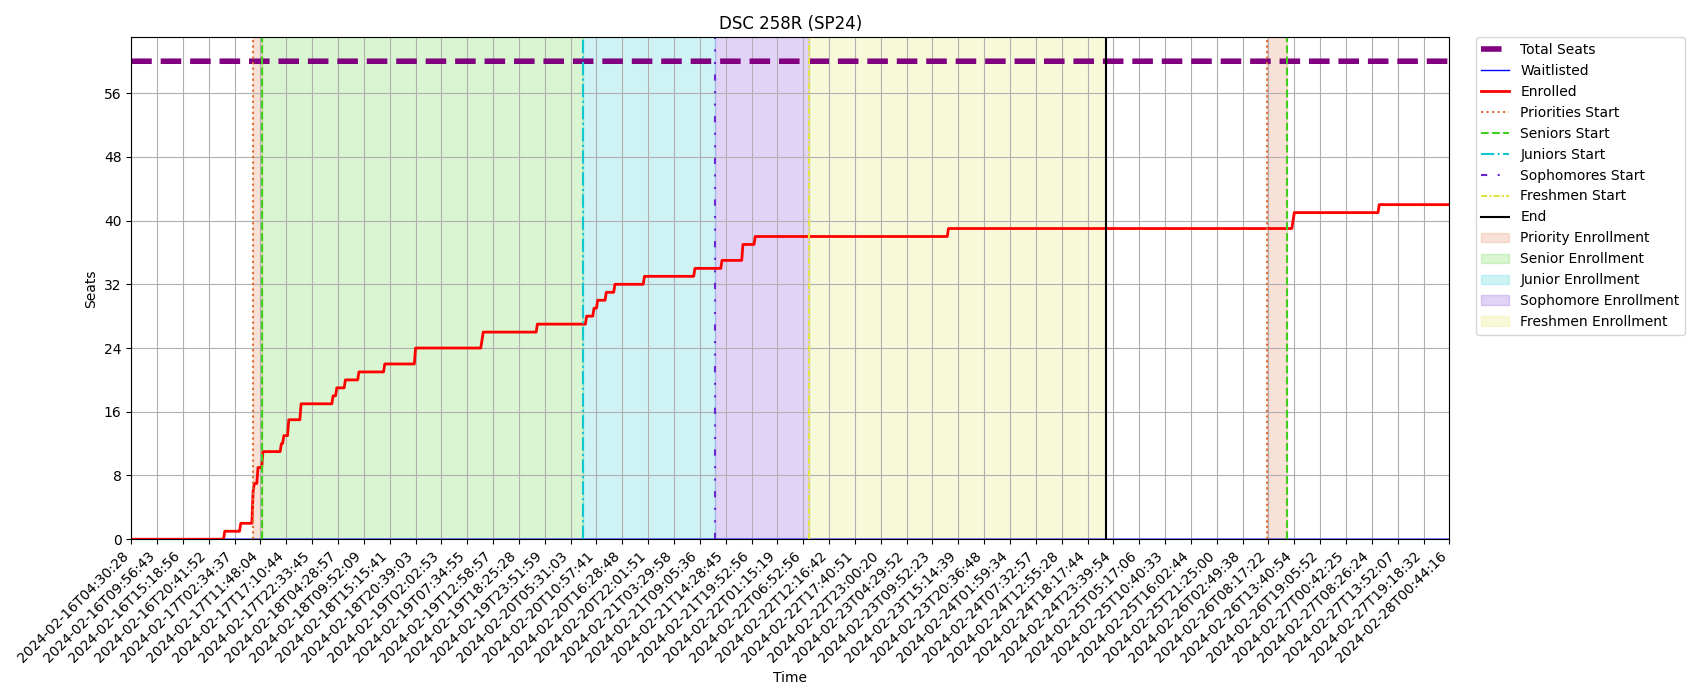 DSC 258R (SP24)
Seats
56
48
40
32
24
16
8
0
2024-02-16T04:30:28
2024-02-16T09:56:43
2024-02-16T15:18:56
2024-02-16T20:41:52
2024-02-17T02:34:37
2024-02-17T11:48:04
2024-02-17T17:10:44
2024-02-17T22:33:45
2024-02-18T04:28:57
2024-02-18T09:52:09
2024-02-18T15:15:41
2024-02-18T20:39:03
2024-02-19T02:02:53
2024-02-19T07:34:55
2024-02-19T12:58:57
2024-02-19T18:25:28
2024-02-19T23:51:59
2024-02-20T05:31:03
2024-02-20T10:57:41
2024-02-20T16:28:48
2024-02-20T22:01:51
2024-02-21T03:29:58
2024-02-21T09:05:36
2024-02-21T14:28:45
2024-02-21T19:52:56
2024-02-22T01:15:19
2024-02-22T06:52:56
2024-02-22T12:16:42
2024-02-22T17:40:51
2024-02-22T23:00:20
2024-02-23T04:29:52
2024-02-23T09:52:23
2024-02-23T15:14:39
2024-02-23T20:36:48
2024-02-24T01:59:34
2024-02-24T07:32:57
2024-02-24T12:55:28
2024-02-24T18:17:44
2024-02-24T23:39:54
2024-02-25T05:17:06
2024-02-25T10:40:33
2024-02-25T16:02:44
2024-02-25T21:25:00
2024-02-26T02:49:38
2024-02-26T08:17:22
2024-02-26T13:40:54
2024-02-26T19:05:52
2024-02-27T00:42:25
2024-02-27T08:26:24
2024-02-27T13:52:07
2024-02-27T19:18:32
2024-02-28T00:44:16
Time
Total Seats
Waitlisted
Enrolled
Priorities Start
Seniors Start
Juniors Start
Sophomores Start
Freshmen Start
End
Priority Enrollment
Senior Enrollment
Junior Enrollment
Sophomore Enrollment
Freshmen Enrollment